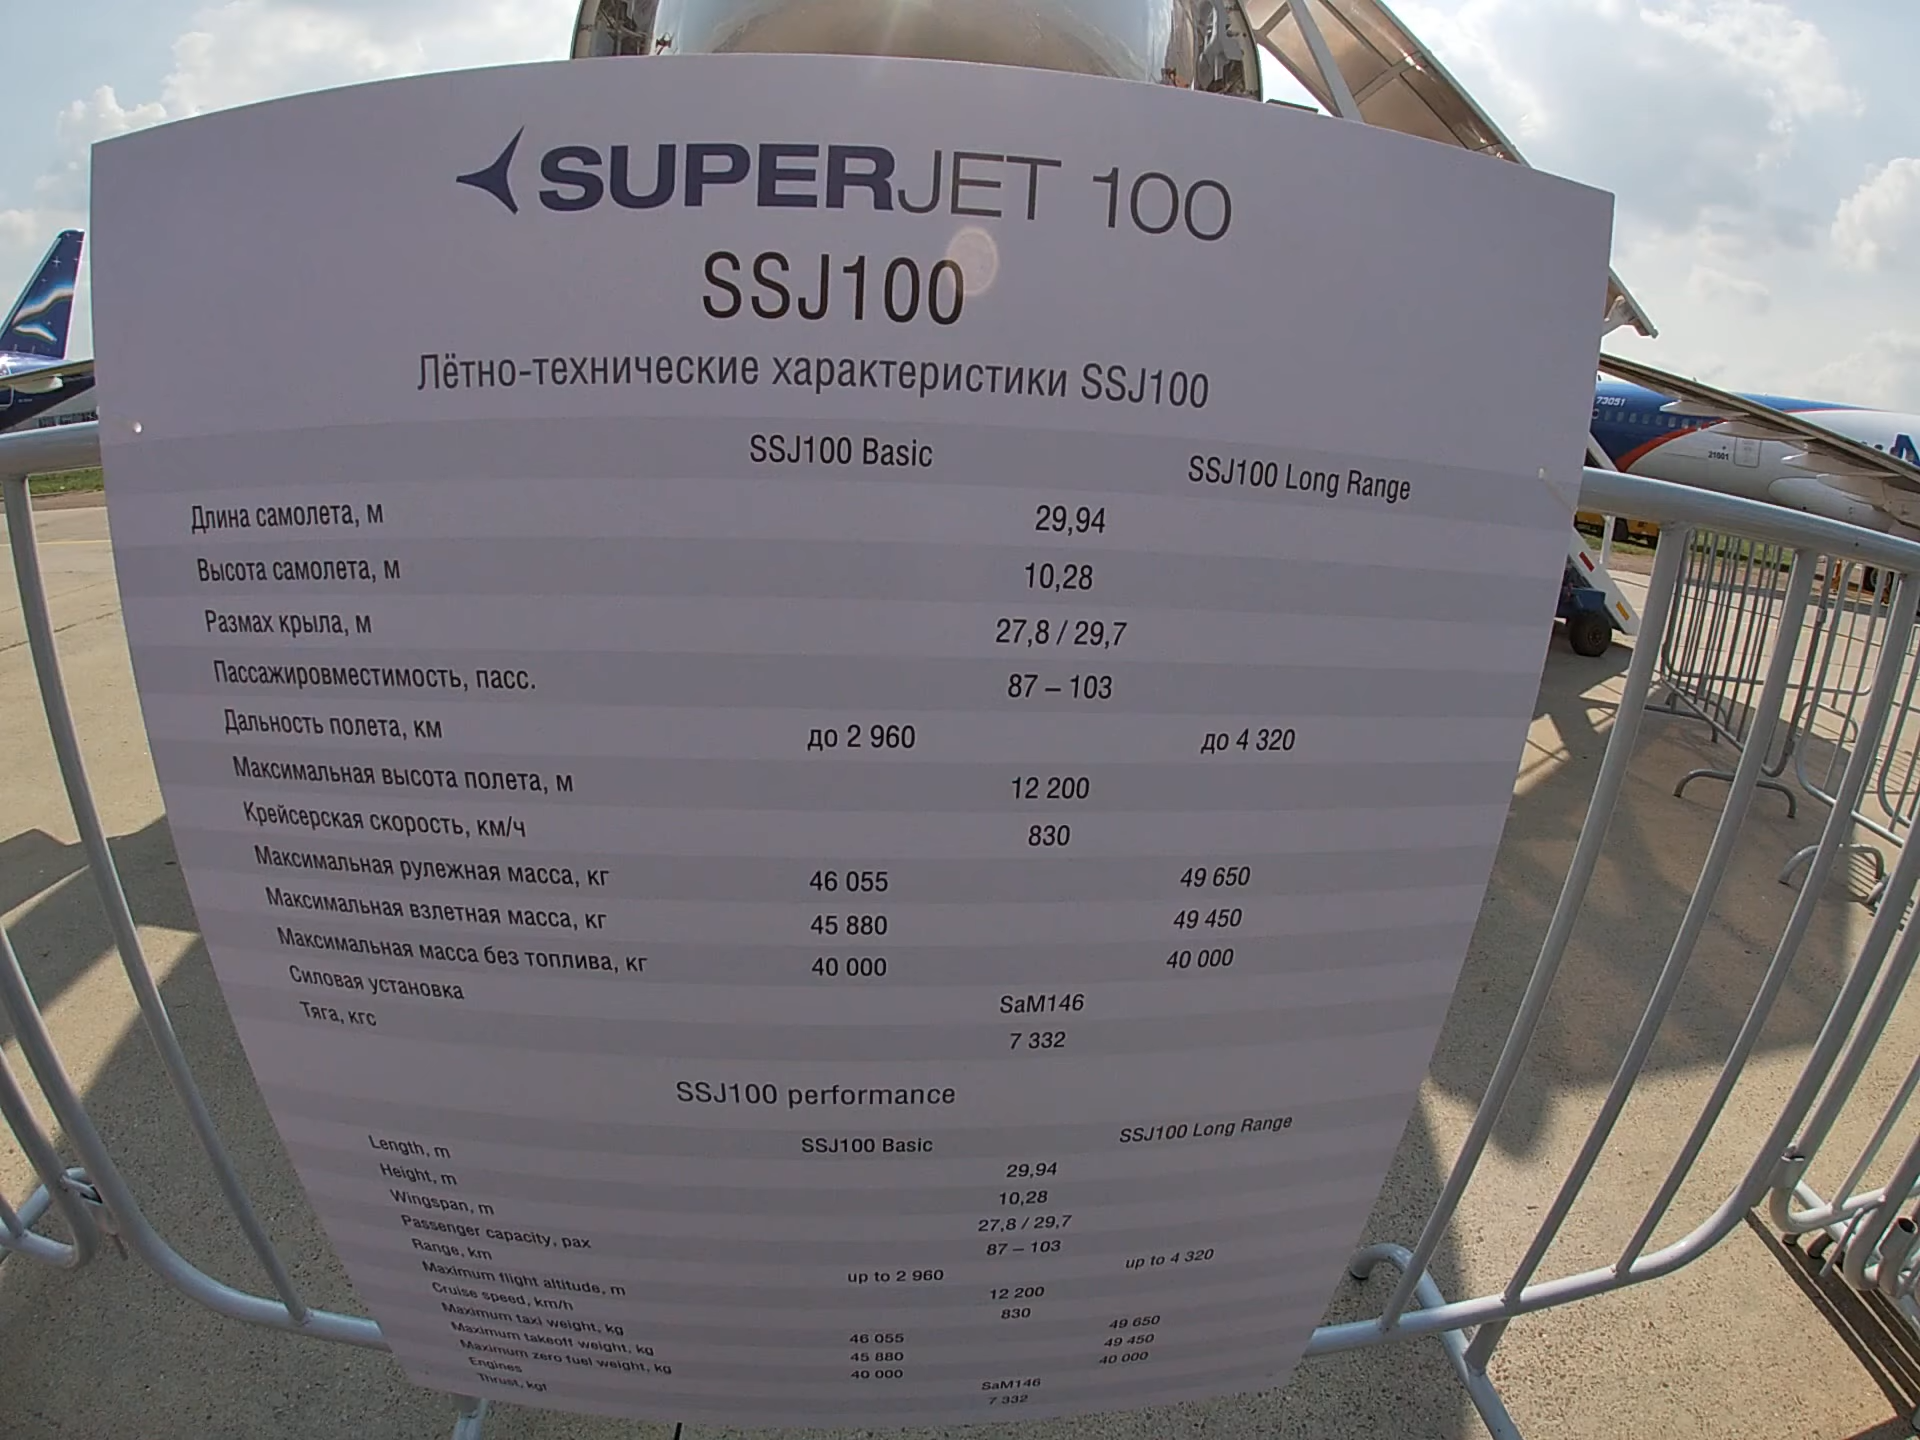 SUPERJET 100
SSJ100
Лётно-технические характеристики SSJ100
SSJ100 Basic SSJ100 Long Range
Длина самолета, м 29,94
Высота самолета, м 10,28
Размах крыла, м 27,8 / 29,7
Пассажировместимость, пасс. 87 – 103
Дальность полета, км до 2 960 до 4 320
Максимальная высота полета, м 12 200
Крейсерская скорость, км/ч 830
Максимальная рулежная масса, кг 46 055 49 650
Максимальная взлетная масса, кг 45 880 49 450
Максимальная масса без топлива, кг 40 000 40 000
Силовая установка SaM146
Тяга, кгс 7 332
SSJ100 performance
SSJ100 Basic SSJ100 Long Range
Length, m 29,94
Height, m 10,28
Wingspan, m 27,8 / 29,7
Passenger capacity, pax 87 – 103
Range, km up to 2 960 up to 4 320
Maximum flight altitude, m 12 200
Cruise speed, km/h 830
Maximum taxi weight, kg 46 055 49 650
Maximum takeoff weight, kg 45 880 49 450
Maximum zero fuel weight, kg 40 000 40 000
Engines SaM146
Thrust, kgf 7 332
73051
21001